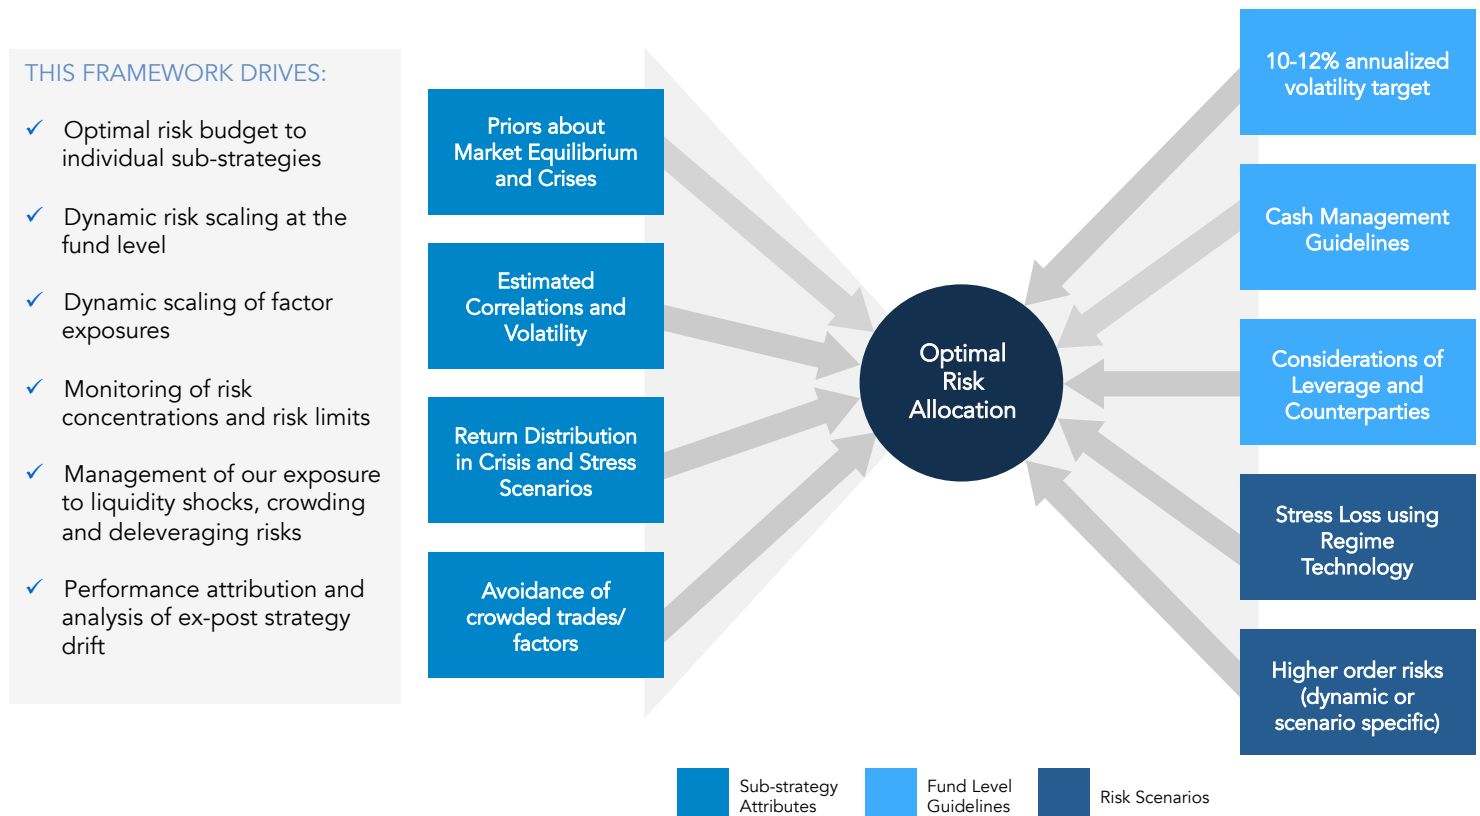 THIS FRAMEWORK DRIVES:
✓ Optimal risk budget to
individual sub-strategies
✓ Dynamic risk scaling at the
fund level
✓ Dynamic scaling of factor
exposures
✓ Monitoring of risk
concentrations and risk limits
✓ Management of our exposure
to liquidity shocks, crowding
and deleveraging risks
✓ Performance attribution and
analysis of ex-post strategy
drift
Priors about
Market Equilibrium
and Crises
Estimated
Correlations and
Volatility
Return Distribution
in Crisis and Stress
Scenarios
Avoidance of
crowded trades/
factors
Optimal
Risk
Allocation
10-12% annualized
volatility target
Cash Management
Guidelines
Considerations of
Leverage and
Counterparties
Stress Loss using
Regime
Technology
Higher order risks
(dynamic or
scenario specific)
Sub-strategy
Attributes
Fund Level
Guidelines
Risk Scenarios